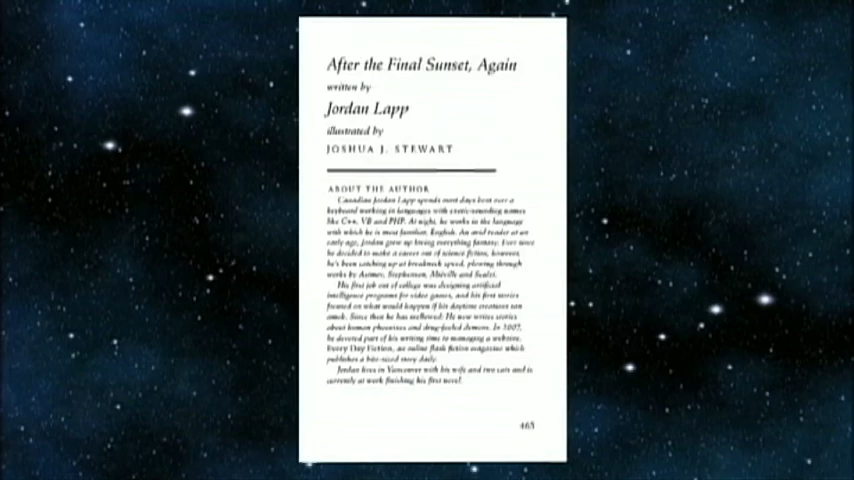 After the Final Sunset, Again
written by
Jordan Lapp
illustrated by
JOSHUA J. STEWART
ABOUT THE AUTHOR
Canadian Jordan Lapp spends most days bent over a
keyboard working in languages with exotic-sounding names
like C++, VB and PHP. At night, he works in the language
with which he is most familiar, English. An avid reader at an
early age, Jordan grew up loving everything fantasy. Ever since
he decided to make a career out of science fiction, however,
he's been catching up at breakneck speed, plowing through
works by Asimov, Stephenson, Miéville and Scalzi.
His first job out of college was designing artificial
intelligence programs for video games, and his first stories
focused on what would happen if his daytime creatures ran
amok. Since then he has mellowed: He now writes stories
about human phoenixes and drug-fueled demons. In 2007,
he devoted part of his writing time to managing a website,
Every Day Fiction, an online flash fiction magazine which
publishes a bite-sized story daily.
Jordan lives in Vancouver with his wife and two cats and is
currently at work finishing his first novel.
465